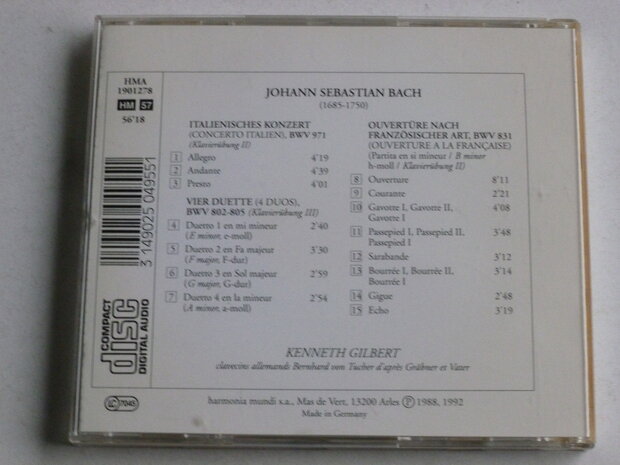 HMA
1901278
HM 57
56'18
3 149025 049551
COMPACT
disc
DIGITAL AUDIO
LC 7045
JOHANN SEBASTIAN BACH
(1685-1750)
ITALIENISCHES KONZERT
(CONCERTO ITALIEN), BWV 971
(Klavierübung II)
1 Allegro 4'19
2 Andante 4'39
3 Presto 4'01
VIER DUETTE (4 DUOS),
BWV 802-805 (Klavierübung III)
4 Duetto 1 en mi mineur 2'40
(E minor, e-moll)
5 Duetto 2 en Fa majeur 3'30
(F major, F-dur)
6 Duetto 3 en Sol majeur 2'59
(G major, G-dur)
7 Duetto 4 en la mineur 2'54
(A minor, a-moll)
OUVERTÜRE NACH
FRANZÖSISCHER ART, BWV 831
(OUVERTURE A LA FRANÇAISE)
(Partita en si mineur / B minor
h-moll / Klavierübung II)
8 Ouverture 8'11
9 Courante 2'21
10 Gavotte I, Gavotte II, 4'08
Gavotte I
11 Passepied I, Passepied II, 3'48
Passepied I
12 Sarabande 3'12
13 Bourrée I, Bourrée II, 3'14
Bourrée I
14 Gigue 2'48
15 Echo 3'19
KENNETH GILBERT
clavecins allemands Bernhard von Tucher d'après Gräbner et Vater
harmonia mundi s.a., Mas de Vert, 13200 Arles Ⓟ 1988, 1992
Made in Germany